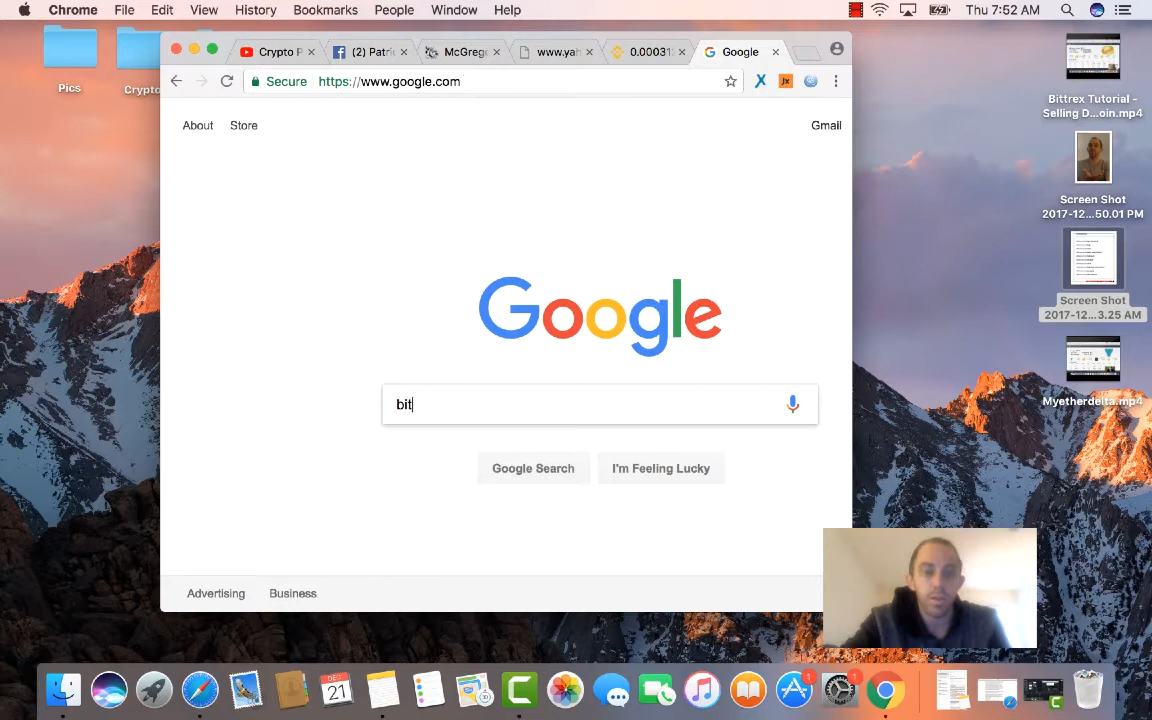 Chrome File Edit View History Bookmarks People Window Help Thu 7:52 AM
Pics
Crypto
Crypto P
(2) Patri
McGreg
www.yah
0.00031
Google
Secure https://www.google.com
About Store Gmail
Google
bit
Google Search I'm Feeling Lucky
Advertising Business
Bittrex Tutorial -
Selling D...oin.mp4
Screen Shot
2017-12...50.01 PM
Screen Shot
2017-12...3.25 AM
Myetherdelta.mp4
DEC
21